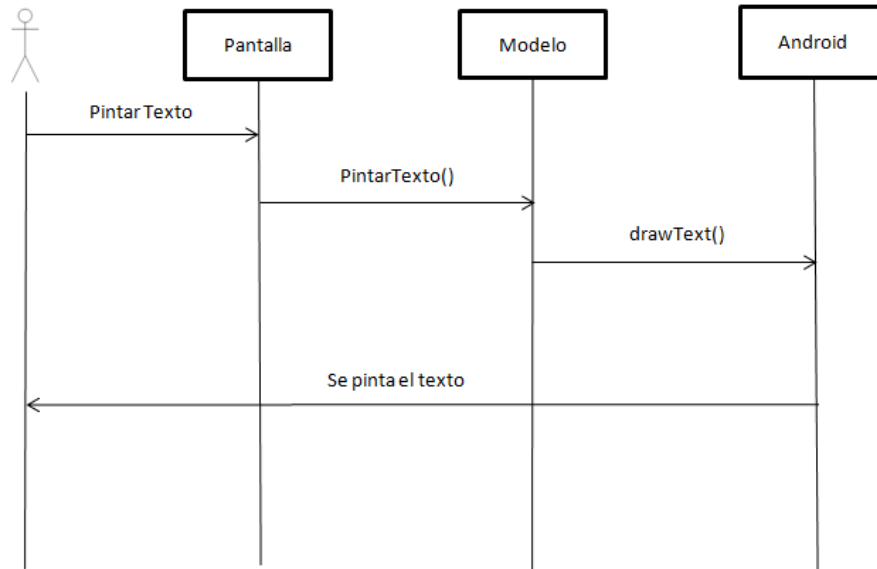 Pantalla
Modelo
Android
Pintar Texto
PintarTexto()
drawText()
Se pinta el texto